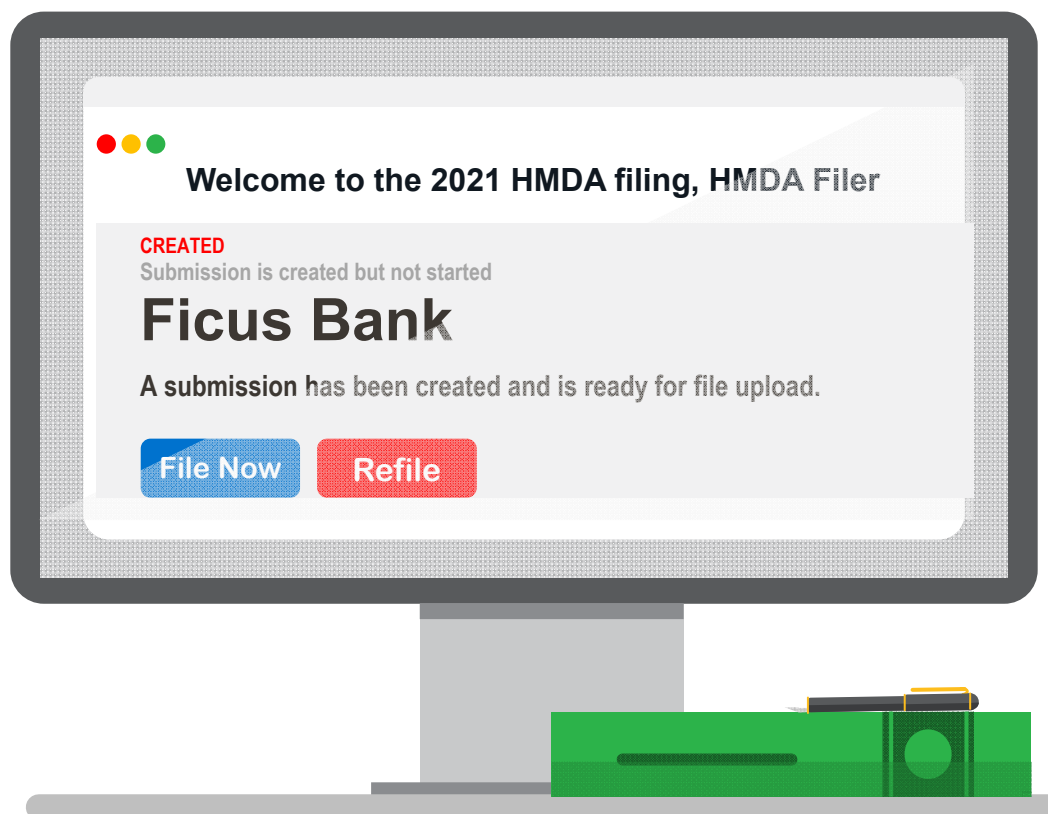 Welcome to the 2021 HMDA filing, HMDA Filer
CREATED
Submission is created but not started
Ficus Bank
A submission has been created and is ready for file upload.
File Now Refile